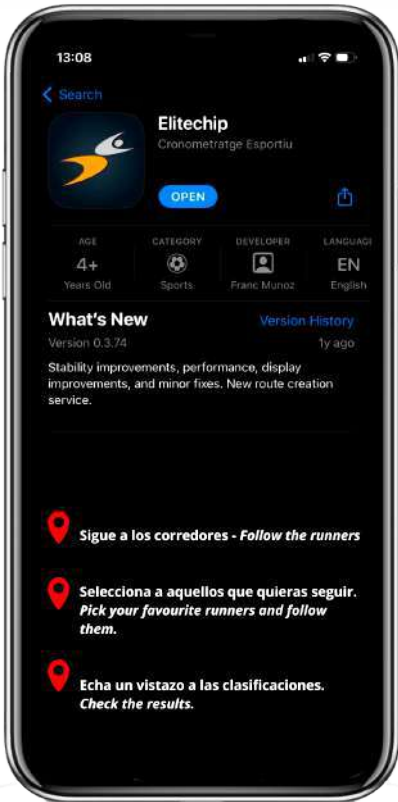 13:08
Search
Elitechip
Cronometratge Esportiu
OPEN
AGE CATEGORY DEVELOPER LANGUAGE
4+ EN
Years Old Sports Franc Munoz English
What's New Version History
Version 0.3.74 1y ago
Stability improvements, performance, display
improvements, and minor fixes. New route creation
service.
Sigue a los corredores - Follow the runners
Selecciona a aquellos que quieras seguir.
Pick your favourite runners and follow
them.
Echa un vistazo a las clasificaciones.
Check the results.